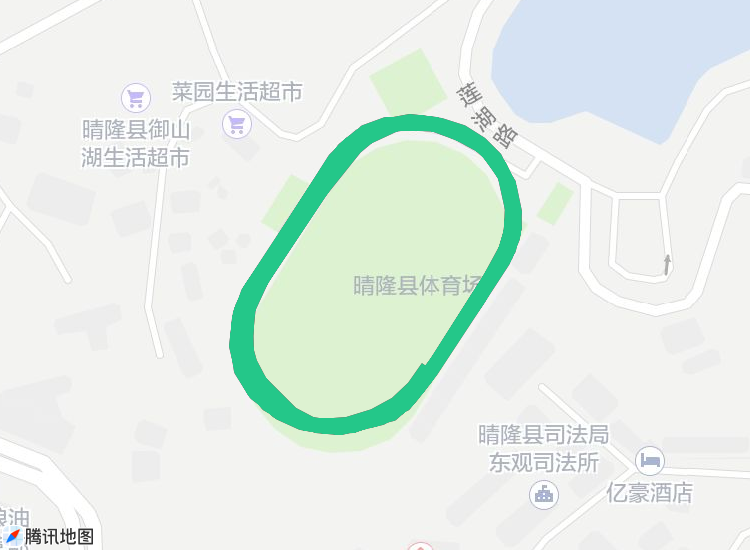 菜园生活超市
晴隆县御山
湖生活超市
莲湖路
晴隆县体育场
晴隆县司法局
东观司法所
亿豪酒店
粮油
腾讯地图